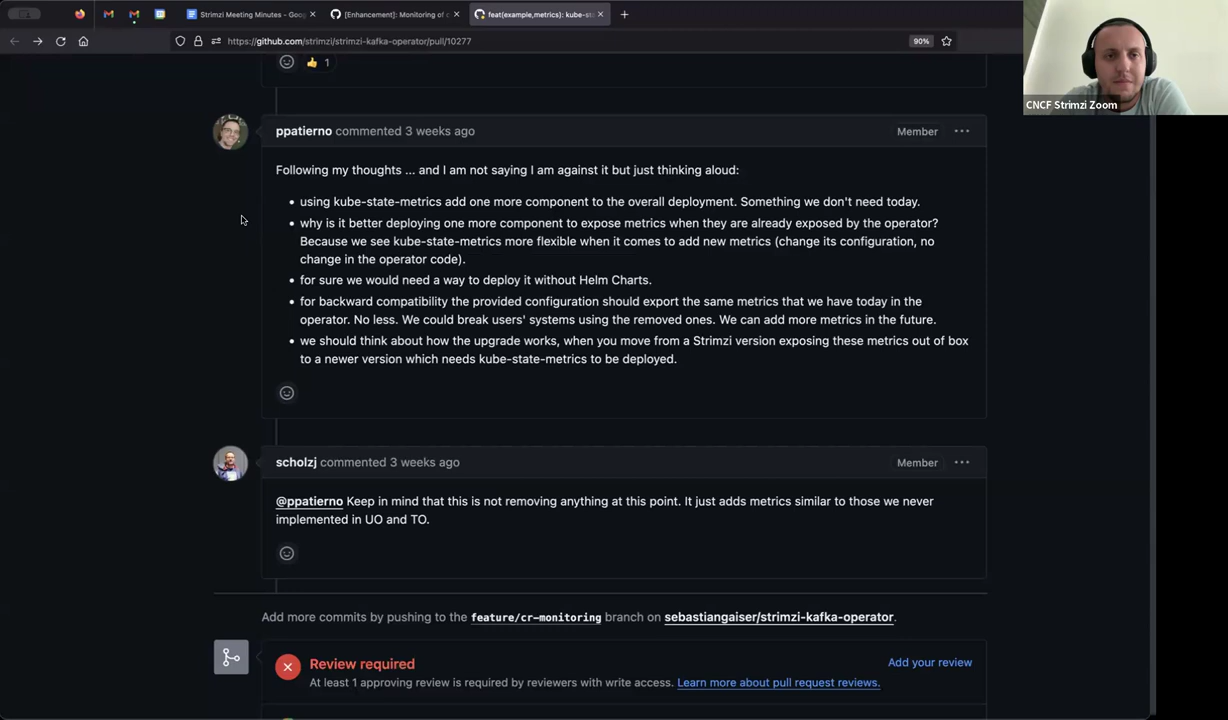 Strimzi Meeting Minutes - Goog
[Enhancement]: Monitoring of c
feat(example,metrics): kube-sta
https://github.com/strimzi/strimzi-kafka-operator/pull/10277
90%
CNCF Strimzi Zoom
👍 1
ppatierno commented 3 weeks ago
Member
Following my thoughts ... and I am not saying I am against it but just thinking aloud:
• using kube-state-metrics add one more component to the overall deployment. Something we don't need today.
• why is it better deploying one more component to expose metrics when they are already exposed by the operator?
Because we see kube-state-metrics more flexible when it comes to add new metrics (change its configuration, no
change in the operator code).
• for sure we would need a way to deploy it without Helm Charts.
• for backward compatibility the provided configuration should export the same metrics that we have today in the
operator. No less. We could break users' systems using the removed ones. We can add more metrics in the future.
• we should think about how the upgrade works, when you move from a Strimzi version exposing these metrics out of box
to a newer version which needs kube-state-metrics to be deployed.
scholzj commented 3 weeks ago
Member
@ppatierno Keep in mind that this is not removing anything at this point. It just adds metrics similar to those we never
implemented in UO and TO.
Add more commits by pushing to the feature/cr-monitoring branch on sebastiangaiser/strimzi-kafka-operator.
Review required
Add your review
At least 1 approving review is required by reviewers with write access. Learn more about pull request reviews.